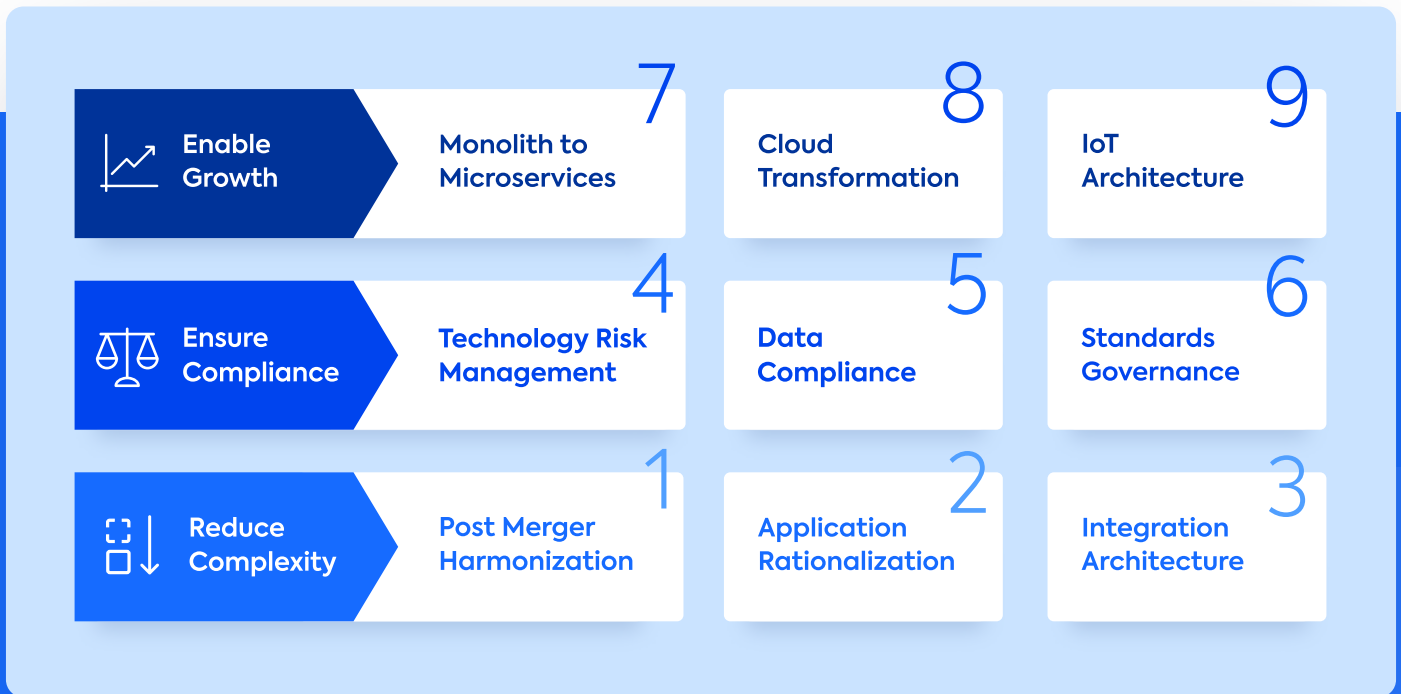 7
8
9
Enable
Growth
Monolith to
Microservices
Cloud
Transformation
IoT
Architecture
4
5
6
Ensure
Compliance
Technology Risk
Management
Data
Compliance
Standards
Governance
1
2
3
Reduce
Complexity
Post Merger
Harmonization
Application
Rationalization
Integration
Architecture